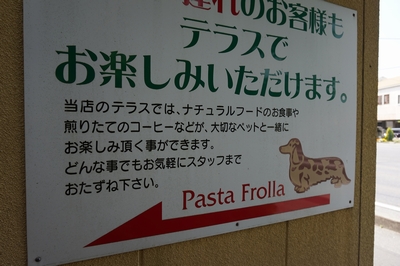 連れのお客様も
テラスで
お楽しみいただけます。
当店のテラスでは、ナチュラルフードのお食事や
煎りたてのコーヒーなどが、大切なペットと一緒に
お楽しみ頂く事ができます。
どんな事でもお気軽にスタッフまで
おたずね下さい。
Pasta Frolla